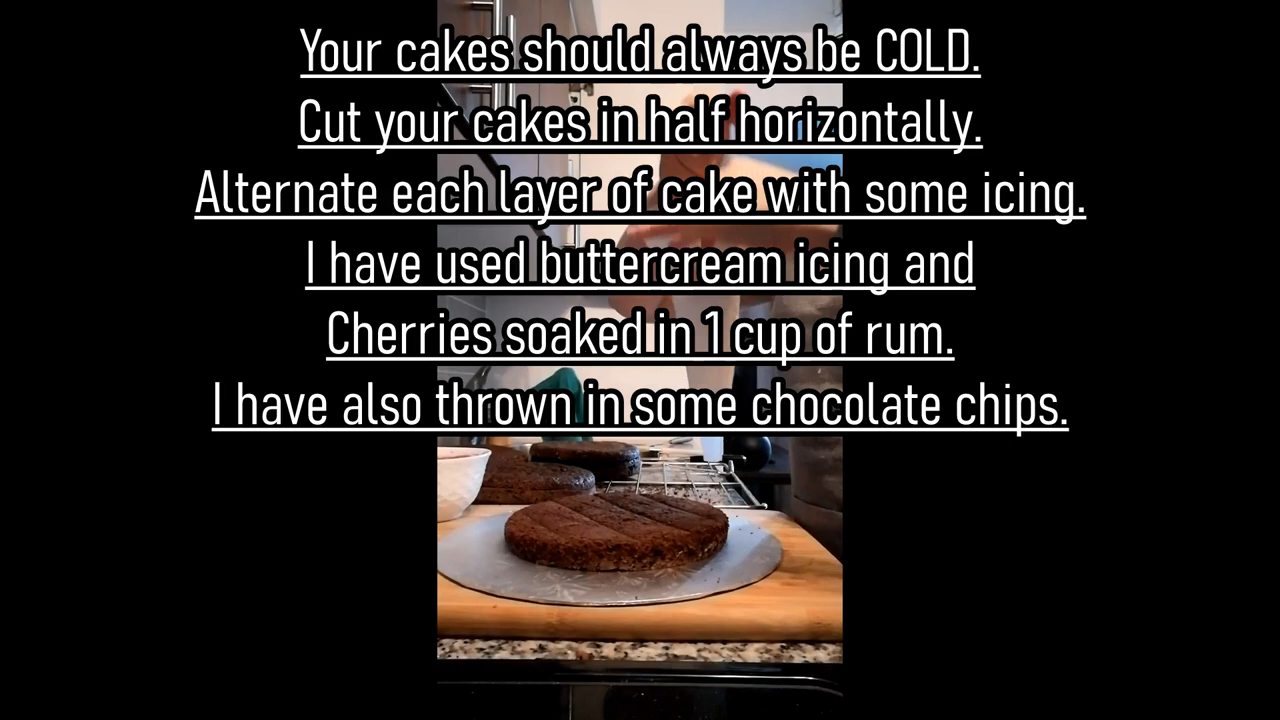 Your cakes should always be COLD.
Cut your cakes in half horizontally.
Alternate each layer of cake with some icing.
I have used buttercream icing and
Cherries soaked in 1 cup of rum.
I have also thrown in some chocolate chips.